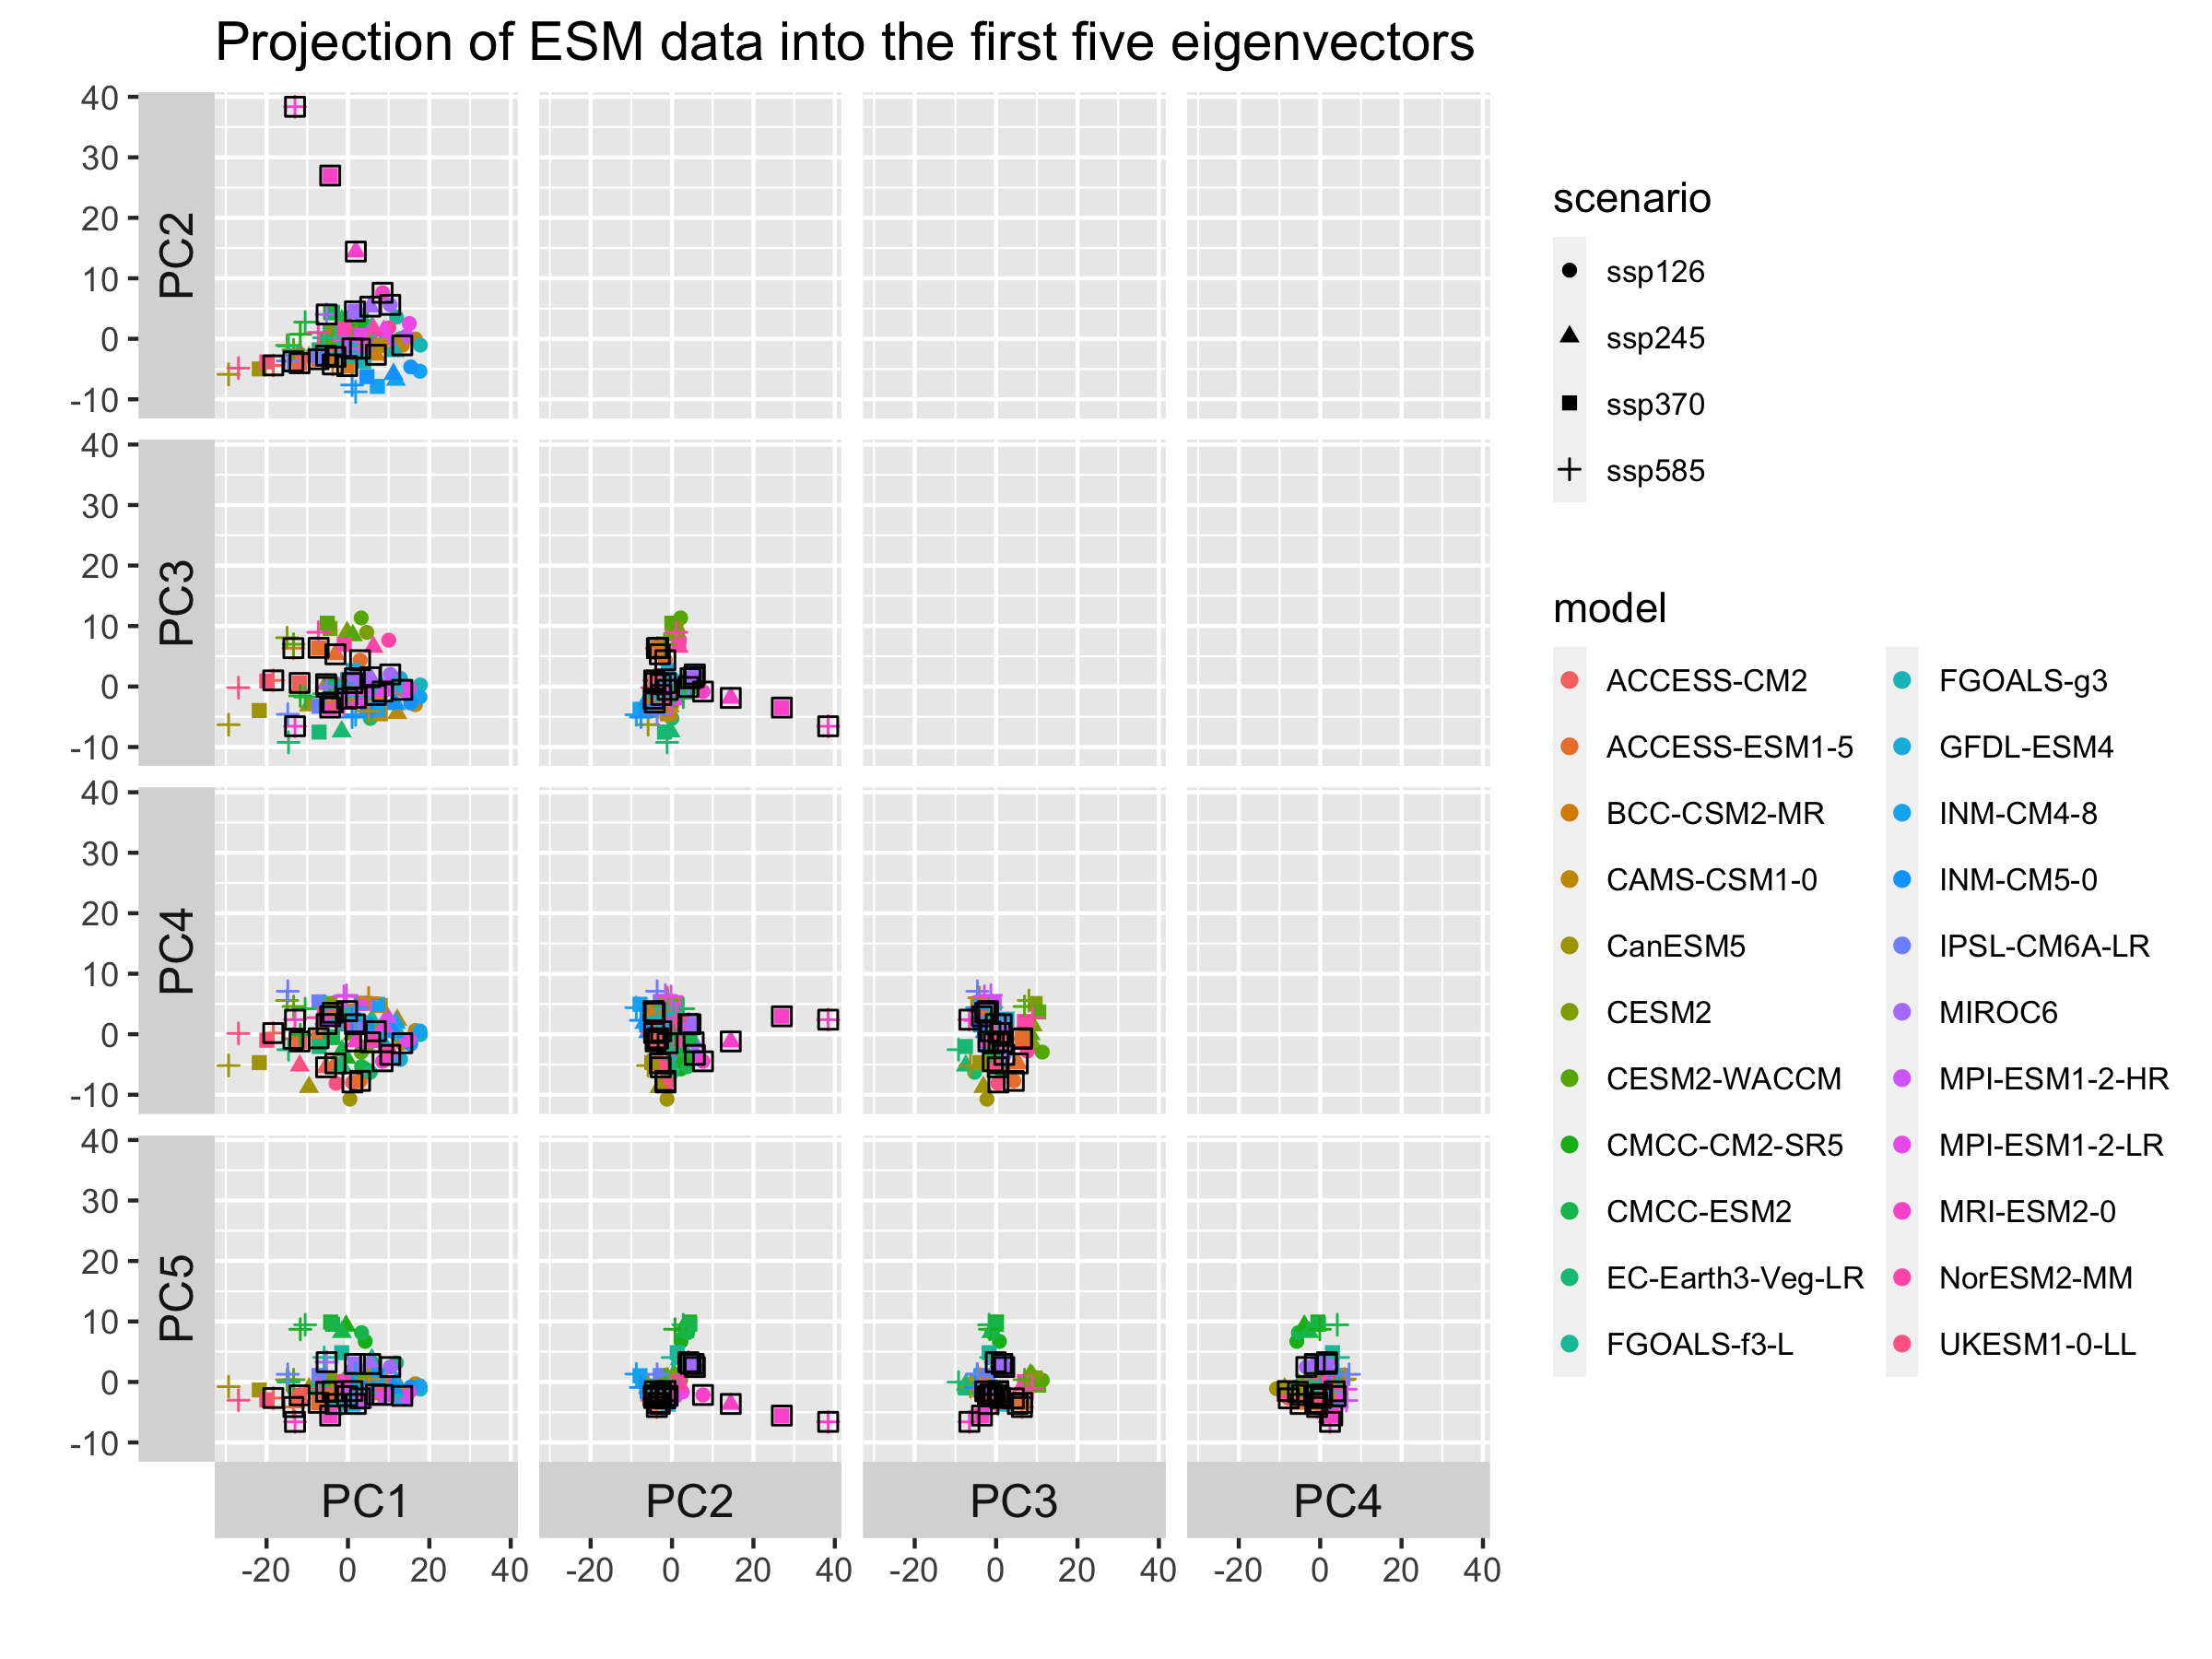 Projection of ESM data into the first five eigenvectors
40
30
20
10
0
-10
PC2
40
30
20
10
0
-10
PC3
40
30
20
10
0
-10
PC4
40
30
20
10
0
-10
PC5
PC1
PC2
PC3
PC4
-20 0 20 40 -20 0 20 40 -20 0 20 40 -20 0 20 40
scenario
ssp126
ssp245
ssp370
ssp585
model
ACCESS-CM2
ACCESS-ESM1-5
BCC-CSM2-MR
CAMS-CSM1-0
CanESM5
CESM2
CESM2-WACCM
CMCC-CM2-SR5
CMCC-ESM2
EC-Earth3-Veg-LR
FGOALS-f3-L
FGOALS-g3
GFDL-ESM4
INM-CM4-8
INM-CM5-0
IPSL-CM6A-LR
MIROC6
MPI-ESM1-2-HR
MPI-ESM1-2-LR
MRI-ESM2-0
NorESM2-MM
UKESM1-0-LL